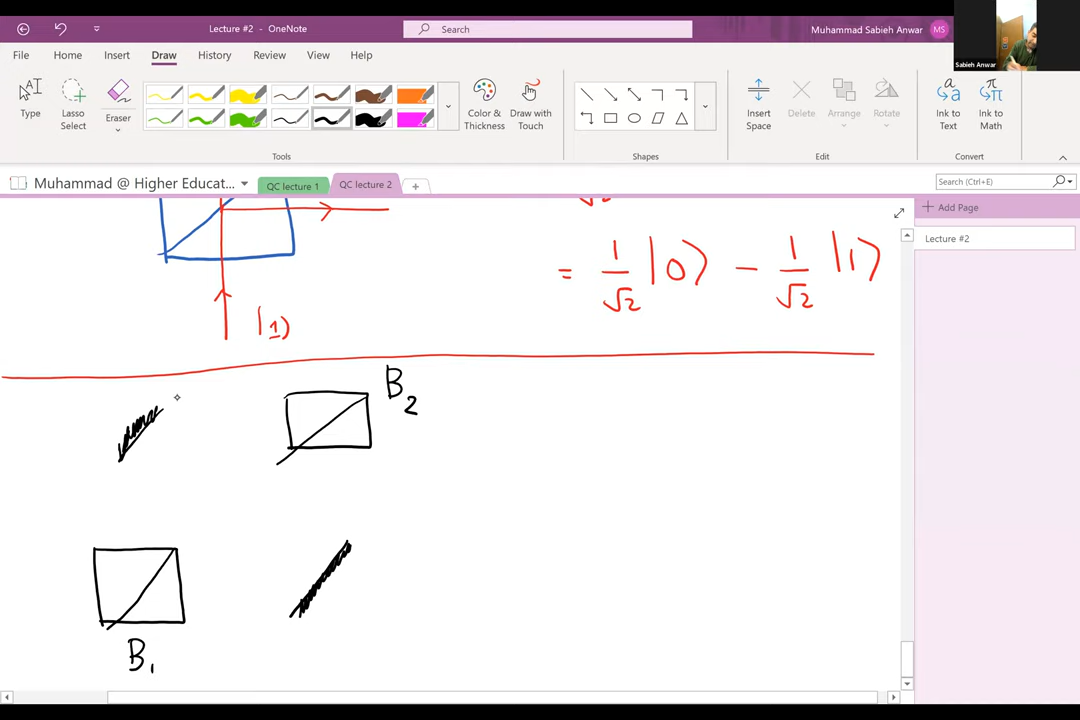 Lecture #2 - OneNote
Search
Muhammad Sabieh Anwar
MS
Sabieh Anwar
File Home Insert Draw History Review View Help
Type
Lasso Select
Eraser
Color & Thickness
Draw with Touch
Insert Space
Delete
Arrange
Rotate
Ink to Text
Ink to Math
Tools
Shapes
Edit
Convert
Muhammad @ Higher Educat...
QC lecture 1
QC lecture 2
Search (Ctrl+E)
Add Page
Lecture #2
√2
= 1/√2 |0⟩ − 1/√2 |1⟩
|1⟩
B₂
B₁